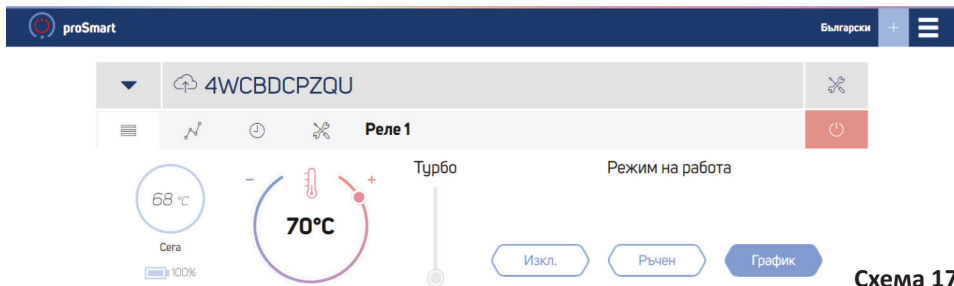 proSmart
Български
4WCBDCPZQU
Реле 1
Турбо
Режим на работа
68 °C
- +
70°C
Сега
100%
Изкл.
Ръчен
График
Схема 17